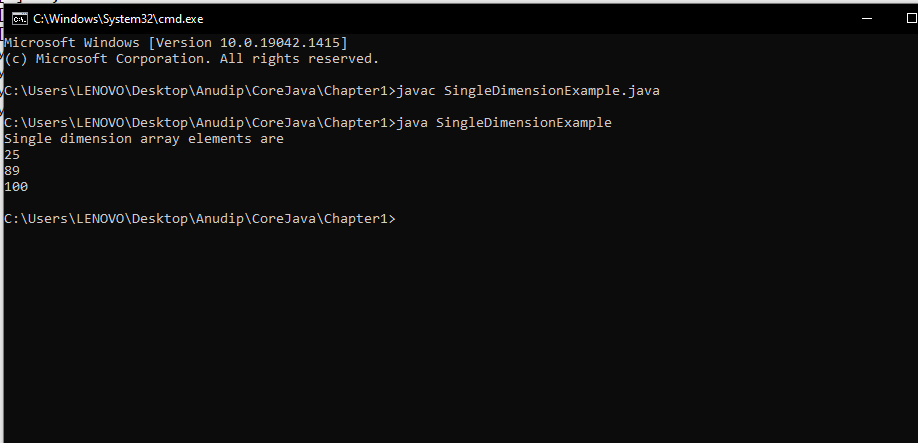 C:\Windows\System32\cmd.exe
Microsoft Windows [Version 10.0.19042.1415]
(c) Microsoft Corporation. All rights reserved.
C:\Users\LENOVO\Desktop\Anudip\CoreJava\Chapter1>javac SingleDimensionExample.java
C:\Users\LENOVO\Desktop\Anudip\CoreJava\Chapter1>java SingleDimensionExample
Single dimension array elements are
25
89
100
C:\Users\LENOVO\Desktop\Anudip\CoreJava\Chapter1>